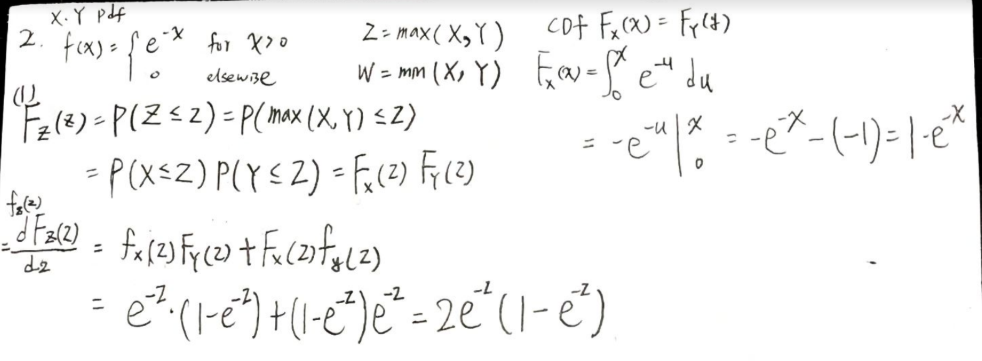 X.Y pdf
2. f(x) = { e^{-x} for x>0
0 elsewise
Z = max(X,Y)
W = min(X,Y)
cdf F_x(x) = F_Y(y)
F_x(x) = ∫_0^x e^{-u} du
= -e^{-u} |_0^x = -e^{-x} - (-1) = 1-e^{-x}
(1)
F_Z(z) = P(Z ≤ z) = P(max(X,Y) ≤ z)
= P(X ≤ z) P(Y ≤ z) = F_x(z) F_Y(z)
f_z(z)
= dF_z(z)/dz = f_x(z) F_Y(z) + F_x(z) f_y(z)
= e^{-z}·(1-e^{-z}) + (1-e^{-z})e^{-z} = 2e^{-z}(1-e^{-z})